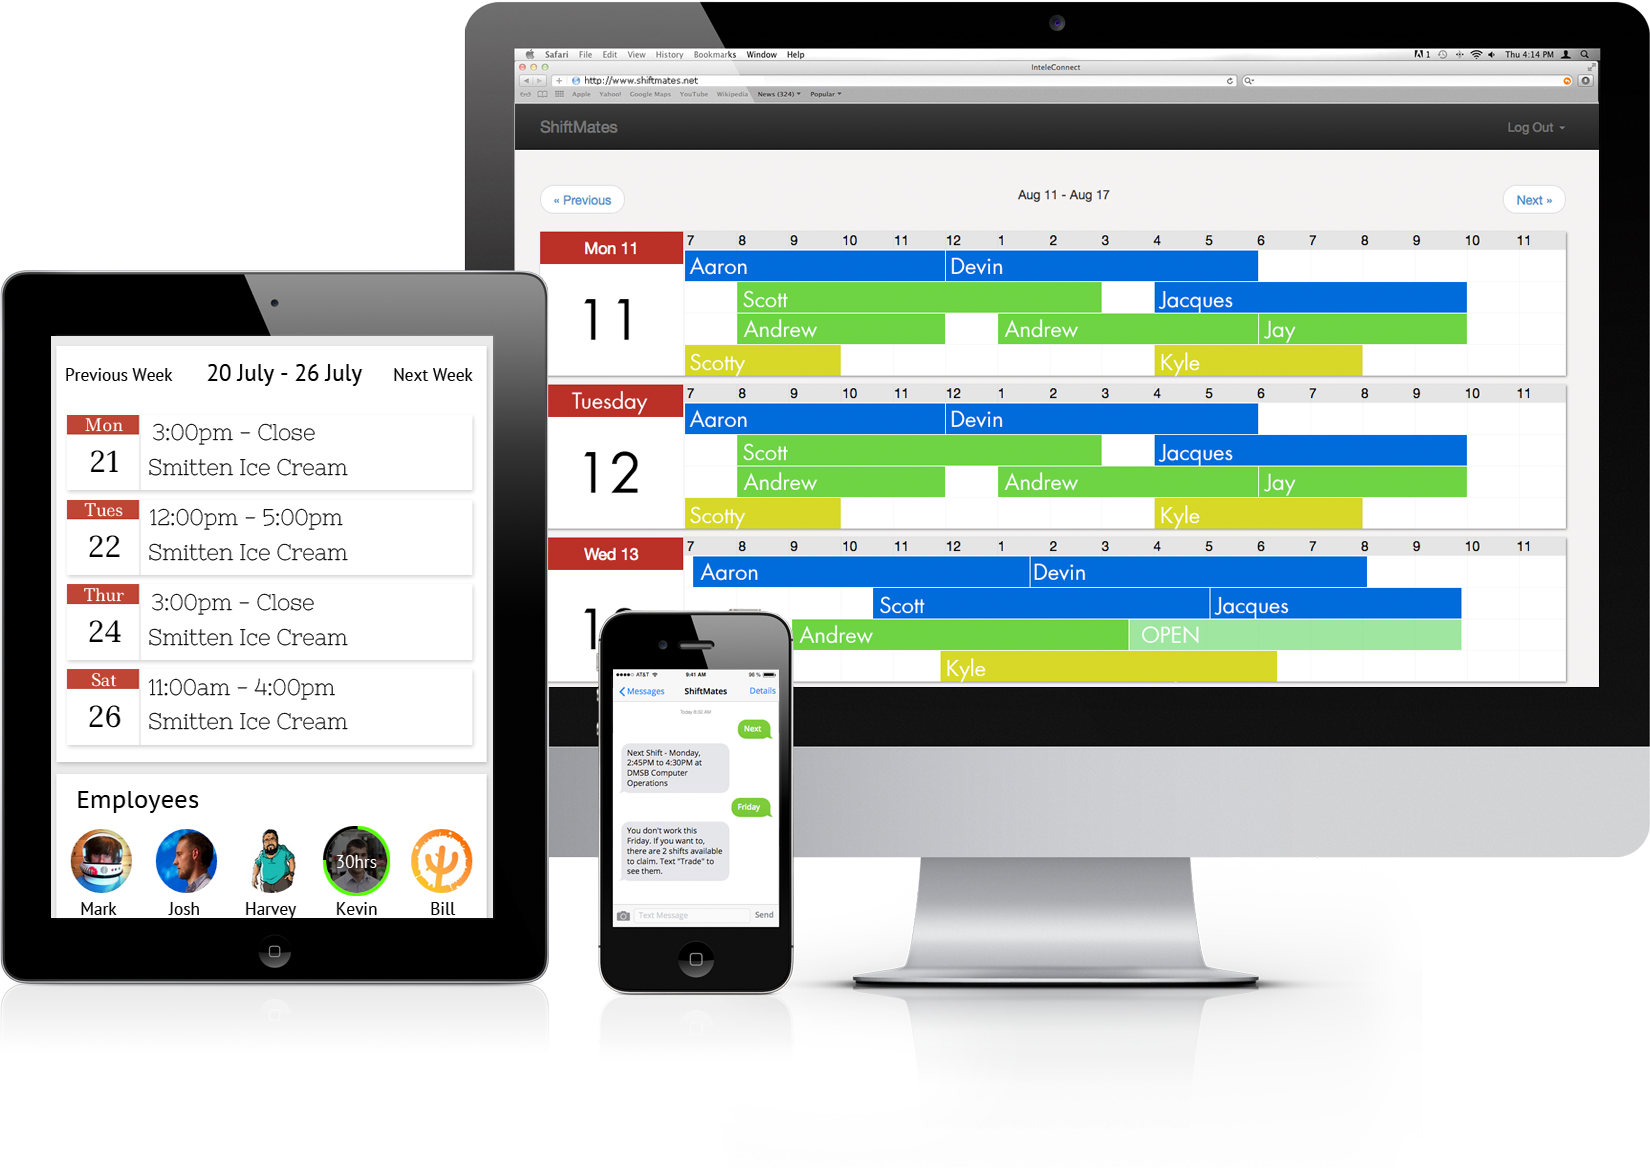 Safari File Edit View History Bookmarks Window Help
1 Thu 4:14 PM
InteleConnect
http://www.shiftmates.net
Apple Yahoo! Google Maps YouTube Wikipedia News (324) Popular
ShiftMates
Log Out
« Previous
Aug 11 - Aug 17
Next »
Mon 11
7 8 9 10 11 12 1 2 3 4 5 6 7 8 9 10 11
11
Aaron Devin
Scott Jacques
Andrew Andrew Jay
Scotty Kyle
Tuesday
7 8 9 10 11 12 1 2 3 4 5 6 7 8 9 10 11
12
Aaron Devin
Scott Jacques
Andrew Andrew Jay
Scotty Kyle
Wed 13
7 8 9 10 11 12 1 2 3 4 5 6 7 8 9 10 11
Aaron Devin
Scott Jacques
Andrew OPEN
Kyle
Previous Week 20 July - 26 July Next Week
Mon
21
3:00pm - Close
Smitten Ice Cream
Tues
22
12:00pm - 5:00pm
Smitten Ice Cream
Thur
24
3:00pm - Close
Smitten Ice Cream
Sat
26
11:00am - 4:00pm
Smitten Ice Cream
Employees
30hrs
Mark Josh Harvey Kevin Bill
AT&T 9:41 AM 98 %
Messages ShiftMates Details
Today 8:32 AM
Next
Next Shift - Monday,
2:45PM to 4:30PM at
DMSB Computer
Operations
Friday
You don't work this
Friday. If you want to,
there are 2 shifts available
to claim. Text "Trade" to
see them.
Text Message Send